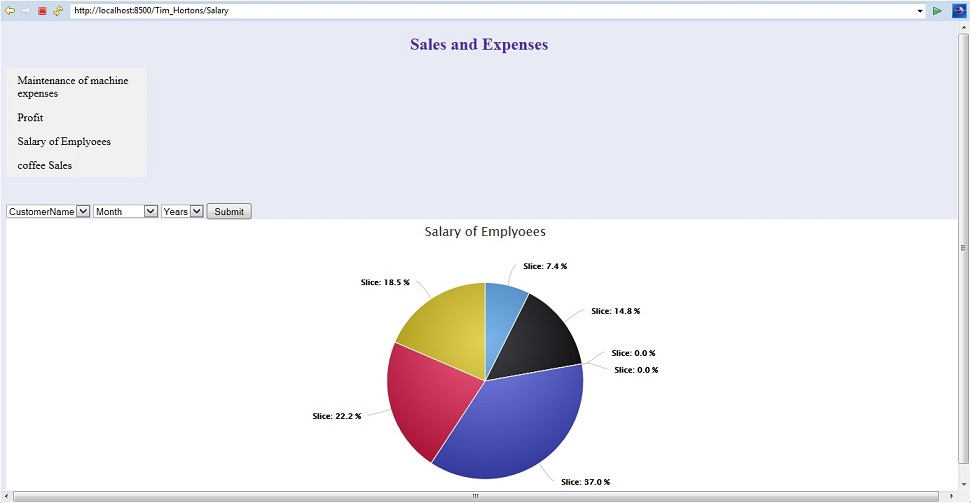 http://localhost:8500/Tim_Hortons/Salary
Sales and Expenses
Maintenance of machine
expenses
Profit
Salary of Emplyoees
coffee Sales
CustomerName Month Years Submit
Salary of Emplyoees
Slice: 7.4 %
Slice: 18.5 %
Slice: 14.8 %
Slice: 0.0 %
Slice: 0.0 %
Slice: 22.2 %
Slice: 37.0 %